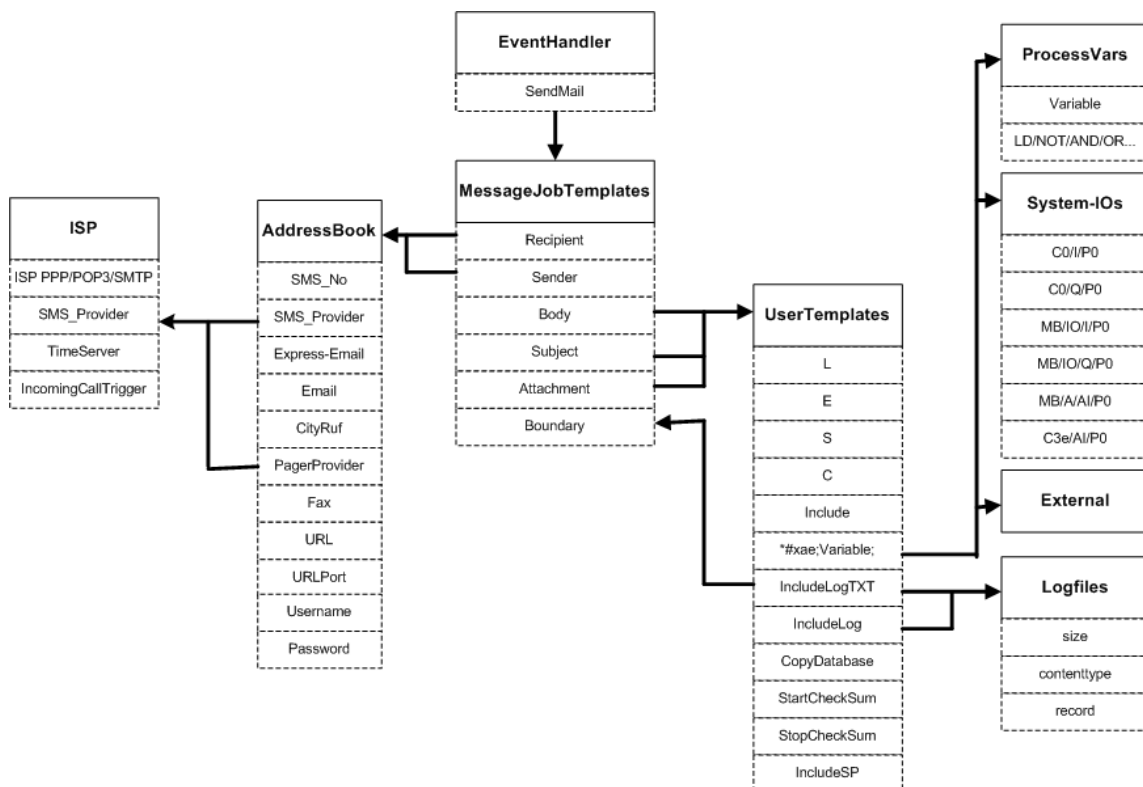 EventHandler
SendMail
MessageJobTemplates
Recipient
Sender
Body
Subject
Attachment
Boundary
ISP
ISP PPP/POP3/SMTP
SMS_Provider
TimeServer
IncomingCallTrigger
AddressBook
SMS_No
SMS_Provider
Express-Email
Email
CityRuf
PagerProvider
Fax
URL
URLPort
Username
Password
UserTemplates
L
E
S
C
Include
*#xae;Variable;
IncludeLogTXT
IncludeLog
CopyDatabase
StartCheckSum
StopCheckSum
IncludeSP
ProcessVars
Variable
LD/NOT/AND/OR...
System-IOs
C0/I/P0
C0/Q/P0
MB/IO/I/P0
MB/IO/Q/P0
MB/A/AI/P0
C3e/AI/P0
External
Logfiles
size
contenttype
record